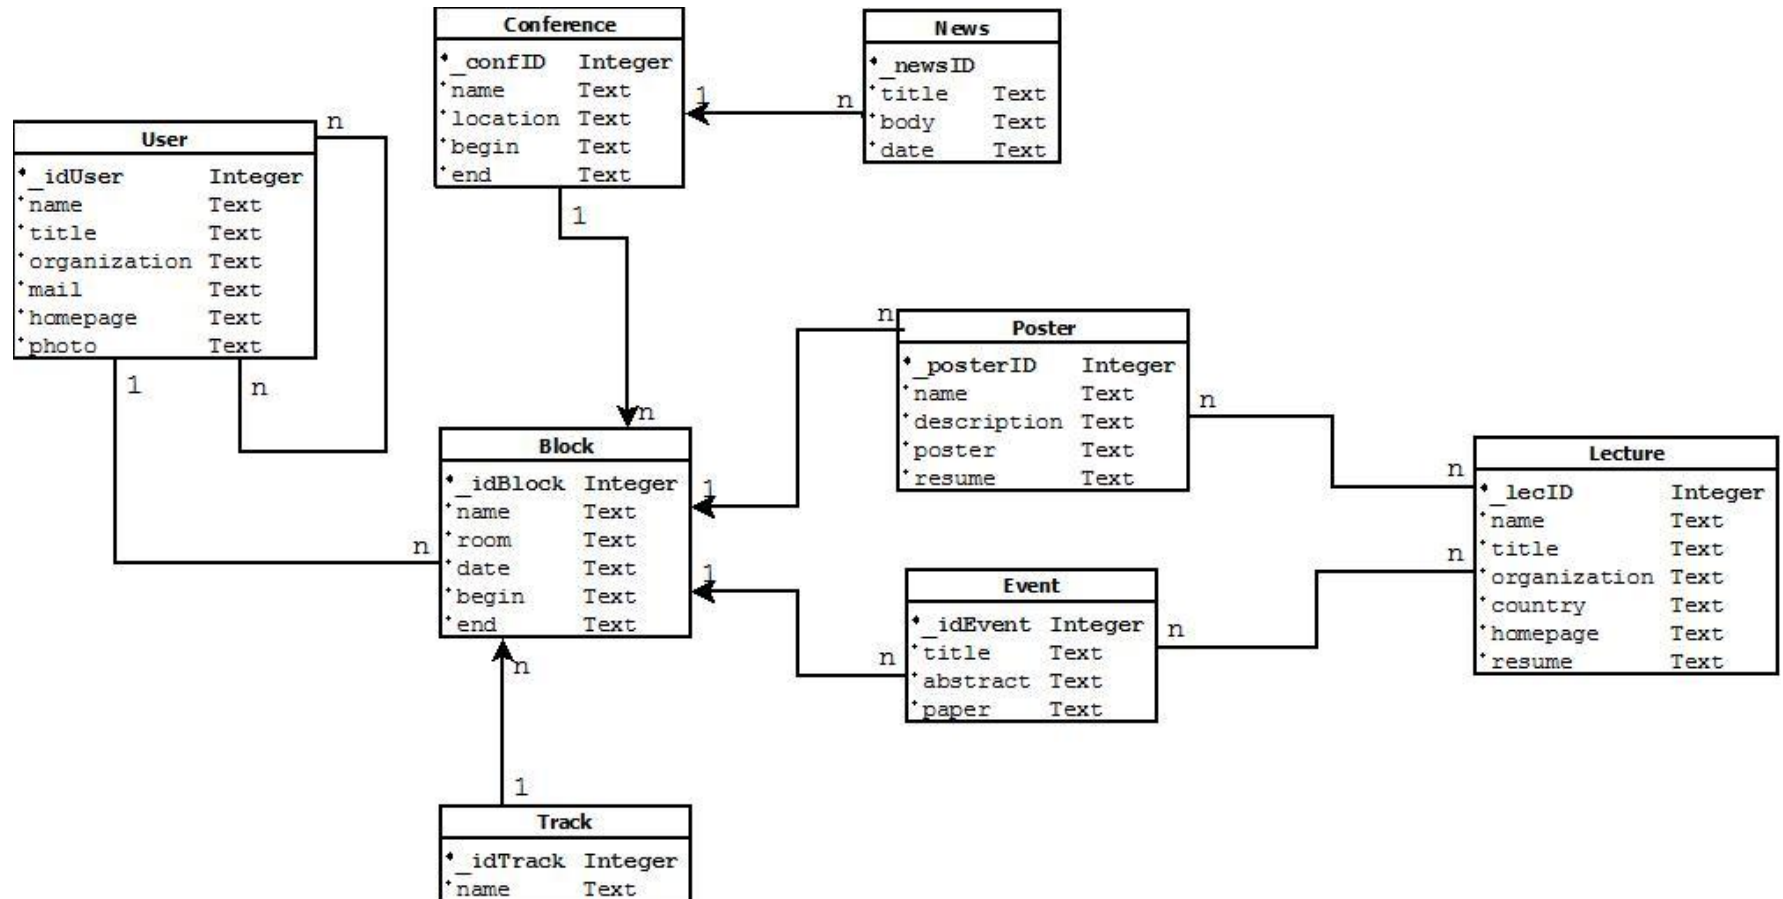 Conference
_confID Integer
name Text
location Text
begin Text
end Text
1
News
_newsID
title Text
body Text
date Text
1 n
User
_idUser Integer
name Text
title Text
organization Text
mail Text
homepage Text
photo Text
n
1 n
n
Block
_idBlock Integer
name Text
room Text
date Text
begin Text
end Text
n
1
1
n
Poster
_posterID Integer
name Text
description Text
poster Text
resume Text
n
n
Event
_idEvent Integer
title Text
abstract Text
paper Text
n
n
n
n
Lecture
_lecID Integer
name Text
title Text
organization Text
country Text
homepage Text
resume Text
1
Track
_idTrack Integer
name Text